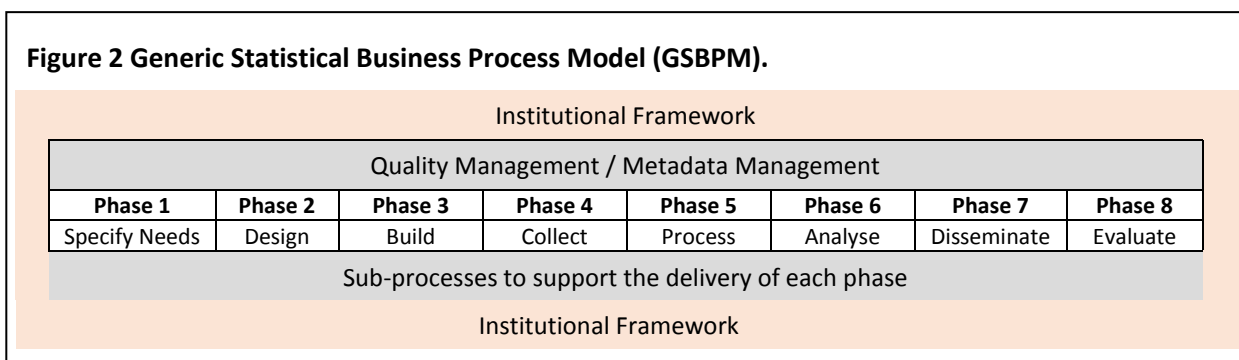 Figure 2 Generic Statistical Business Process Model (GSBPM).
Institutional Framework
Quality Management / Metadata Management
Phase 1 Phase 2 Phase 3 Phase 4 Phase 5 Phase 6 Phase 7 Phase 8
Specify Needs Design Build Collect Process Analyse Disseminate Evaluate
Sub-processes to support the delivery of each phase
Institutional Framework